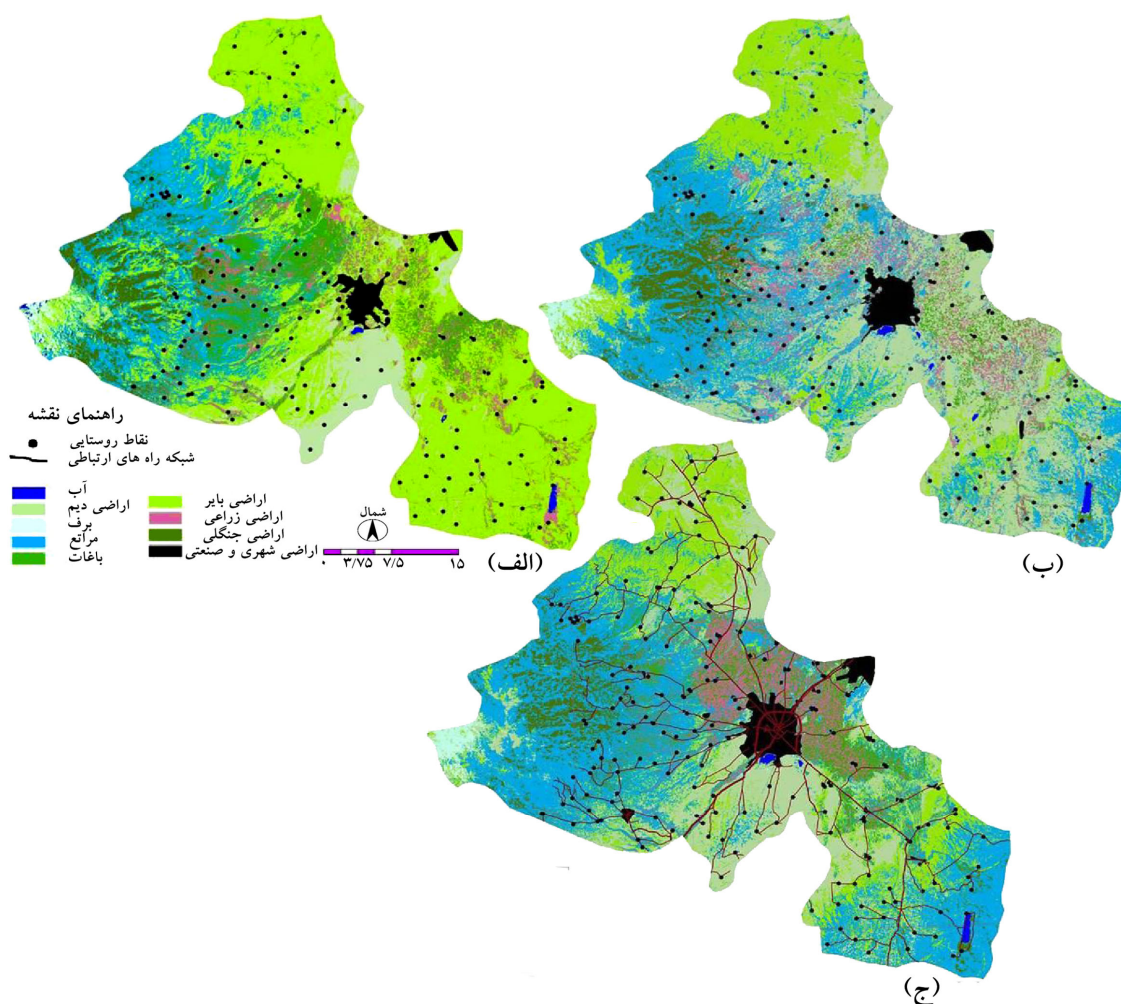 راهنمای نقشه
نقاط روستایی
شبکه راه های ارتباطی
آب
اراضی دیم
برف
مراتع
باغات
اراضی بایر
اراضی زراعی
اراضی جنگلی
اراضی شهری و صنعتی
شمال
۰ ۳/۷۵ ۷/۵ ۱۵
(الف)
(ب)
(ج)